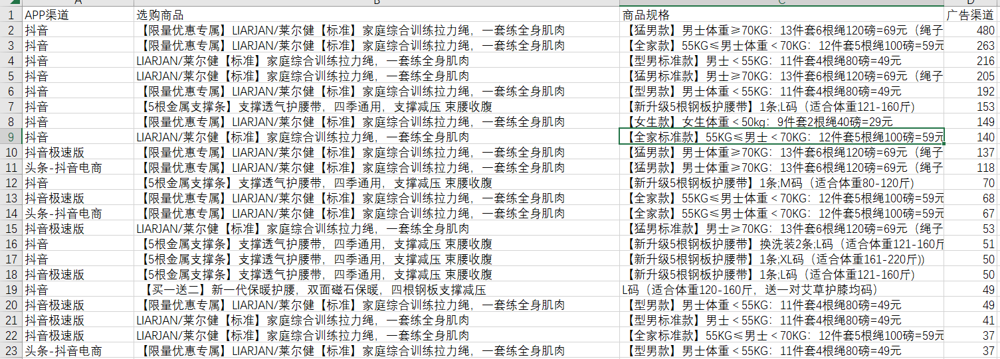 A B C D
1 APP渠道 选购商品 商品规格 广告渠道
2 抖音 【限量优惠专属】LIARJAN/莱尔健【标准】家庭综合训练拉力绳，一套练全身肌肉 【猛男款】男士体重≥70KG：13件套6根绳120磅=69元（绳子 480
3 抖音 【限量优惠专属】LIARJAN/莱尔健【标准】家庭综合训练拉力绳，一套练全身肌肉 【全家款】55KG≤男士体重＜70KG：12件套5根绳100磅=59元 263
4 抖音 LIARJAN/莱尔健【标准】家庭综合训练拉力绳，一套练全身肌肉 【型男标准款】男士＜55KG：11件套4根绳80磅=49元 216
5 抖音 LIARJAN/莱尔健【标准】家庭综合训练拉力绳，一套练全身肌肉 【猛男标准款】男士≥70KG：13件套6根绳120磅=69元（绳子 205
6 抖音 【限量优惠专属】LIARJAN/莱尔健【标准】家庭综合训练拉力绳，一套练全身肌肉 【型男款】男士体重＜55KG：11件套4根绳80磅=49元 192
7 抖音 【5根金属支撑条】支撑透气护腰带，四季通用，支撑减压 束腰收腹 【新升级5根钢板护腰带】1条;L码（适合体重121-160斤) 153
8 抖音 【限量优惠专属】LIARJAN/莱尔健【标准】家庭综合训练拉力绳，一套练全身肌肉 【女生款】女生体重＜50kg：9件套2根绳40磅=29元 149
9 抖音 LIARJAN/莱尔健【标准】家庭综合训练拉力绳，一套练全身肌肉 【全家标准款】55KG≤男士＜70KG：12件套5根绳100磅=59元 140
10 抖音极速版 【限量优惠专属】LIARJAN/莱尔健【标准】家庭综合训练拉力绳，一套练全身肌肉 【猛男款】男士体重≥70KG：13件套6根绳120磅=69元（绳子 137
11 头条-抖音电商 【限量优惠专属】LIARJAN/莱尔健【标准】家庭综合训练拉力绳，一套练全身肌肉 【猛男款】男士体重≥70KG：13件套6根绳120磅=69元（绳子 118
12 抖音 【5根金属支撑条】支撑透气护腰带，四季通用，支撑减压 束腰收腹 【新升级5根钢板护腰带】1条;M码（适合体重80-120斤) 70
13 抖音极速版 【限量优惠专属】LIARJAN/莱尔健【标准】家庭综合训练拉力绳，一套练全身肌肉 【全家款】55KG≤男士体重＜70KG：12件套5根绳100磅=59元 68
14 头条-抖音电商 【限量优惠专属】LIARJAN/莱尔健【标准】家庭综合训练拉力绳，一套练全身肌肉 【全家款】55KG≤男士体重＜70KG：12件套5根绳100磅=59元 67
15 抖音极速版 LIARJAN/莱尔健【标准】家庭综合训练拉力绳，一套练全身肌肉 【猛男标准款】男士≥70KG：13件套6根绳120磅=69元（绳子 53
16 抖音 【5根金属支撑条】支撑透气护腰带，四季通用，支撑减压 束腰收腹 【新升级5根钢板护腰带】换洗装2条;L码（适合体重121-160斤 51
17 抖音 【5根金属支撑条】支撑透气护腰带，四季通用，支撑减压 束腰收腹 【新升级5根钢板护腰带】1条;XL码（适合体重161-220斤)) 50
18 抖音极速版 【5根金属支撑条】支撑透气护腰带，四季通用，支撑减压 束腰收腹 【新升级5根钢板护腰带】1条;L码（适合体重121-160斤) 50
19 抖音 【买一送二】新一代保暖护腰，双面磁石保暖，四根钢板支撑减压 L码（适合体重120-160斤，送一对艾草护膝均码） 49
20 抖音极速版 【限量优惠专属】LIARJAN/莱尔健【标准】家庭综合训练拉力绳，一套练全身肌肉 【型男款】男士体重＜55KG：11件套4根绳80磅=49元 49
21 抖音极速版 LIARJAN/莱尔健【标准】家庭综合训练拉力绳，一套练全身肌肉 【型男标准款】男士＜55KG：11件套4根绳80磅=49元 41
22 抖音极速版 LIARJAN/莱尔健【标准】家庭综合训练拉力绳，一套练全身肌肉 【全家标准款】55KG≤男士＜70KG：12件套5根绳100磅=59元 37
23 头条-抖音电商 【限量优惠专属】LIARJAN/莱尔健【标准】家庭综合训练拉力绳，一套练全身肌肉 【型男款】男士体重＜55KG：11件套4根绳80磅=49元 37